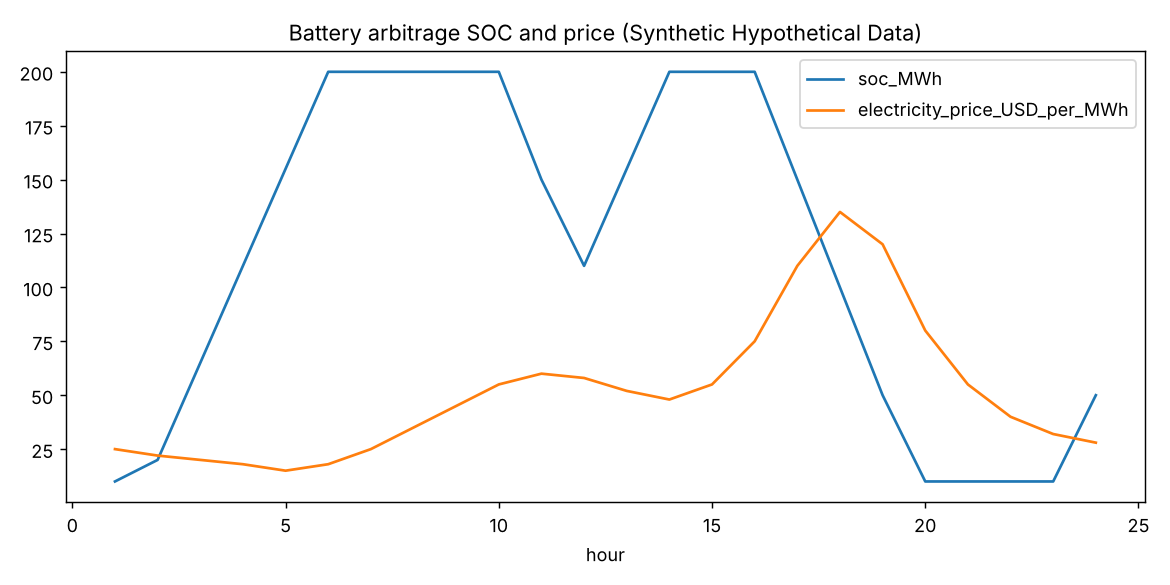 Battery arbitrage SOC and price (Synthetic Hypothetical Data)
soc_MWh
electricity_price_USD_per_MWh
200
175
150
125
100
75
50
25
0 5 10 15 20 25
hour